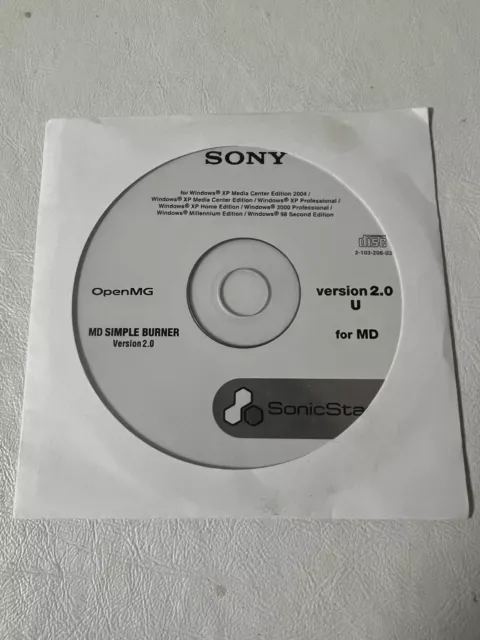 SONY
for Windows® XP Media Center Edition 2004 /
Windows® XP Media Center Edition / Windows® XP Professional /
Windows® XP Home Edition / Windows® 2000 Professional /
Windows® Millennium Edition / Windows® 98 Second Edition
disc
OpenMG
version 2.0
U
MD SIMPLE BURNER
Version 2.0
for MD
SonicSta